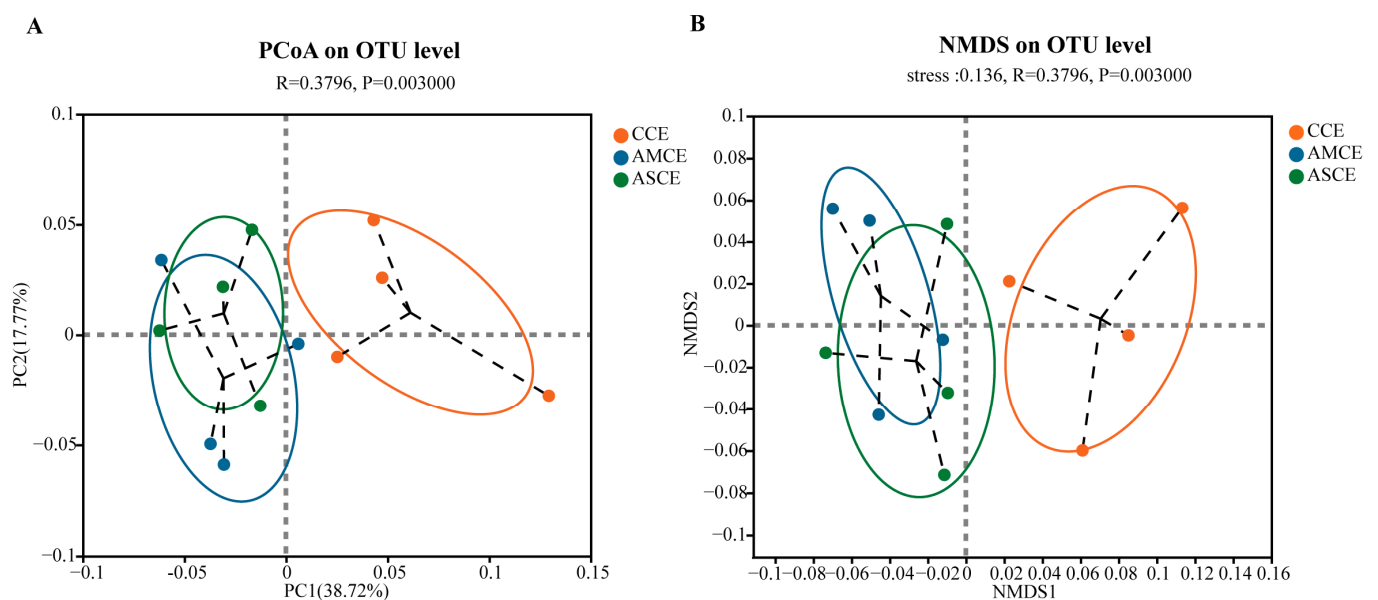 A
PCoA on OTU level
R=0.3796, P=0.003000
0.1
0.05
0
−0.05
−0.1
PC2(17.77%)
−0.1
-0.05
0
0.05
0.1
0.15
PC1(38.72%)
CCE
AMCE
ASCE
B
NMDS on OTU level
stress :0.136, R=0.3796, P=0.003000
0.1
0.08
0.06
0.04
0.02
0
−0.02
−0.04
−0.06
−0.08
−0.1
NMDS2
−0.1−0.08−0.06−0.04−0.02 0 0.02 0.04 0.06 0.08 0.1 0.12 0.14 0.16
NMDS1
CCE
AMCE
ASCE